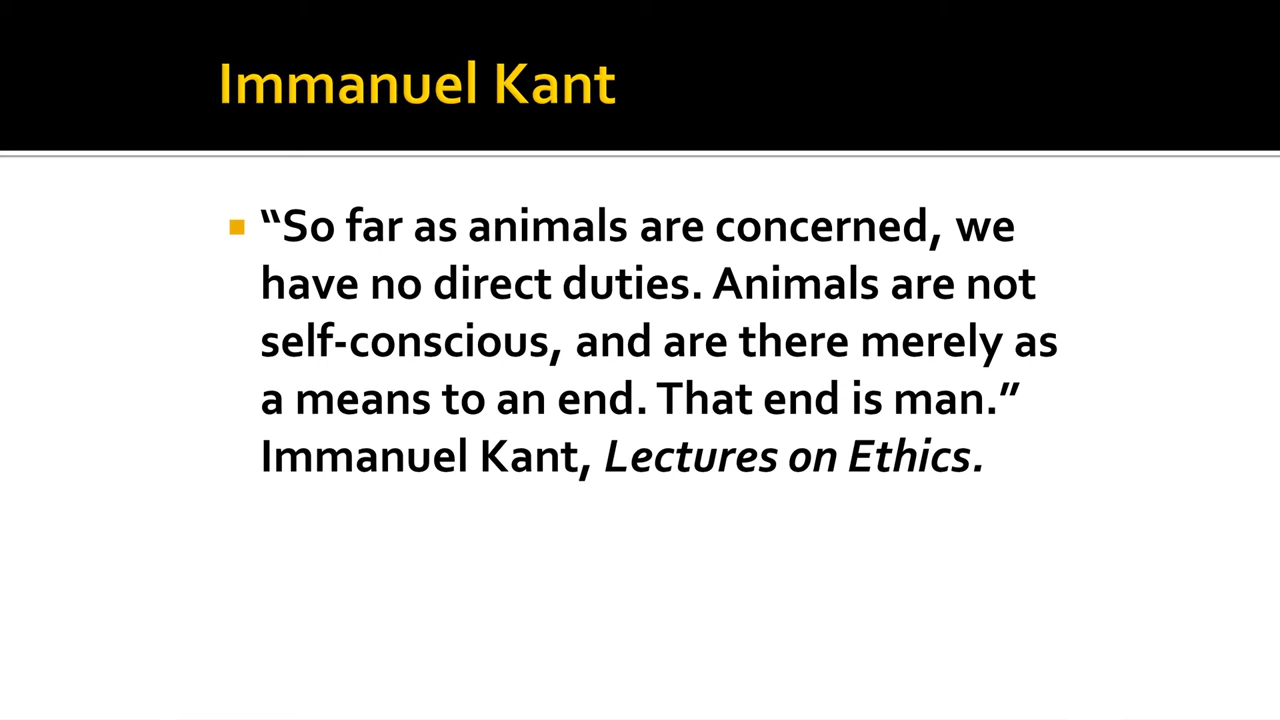 Immanuel Kant
“So far as animals are concerned, we
have no direct duties. Animals are not
self-conscious, and are there merely as
a means to an end. That end is man.”
Immanuel Kant, Lectures on Ethics.